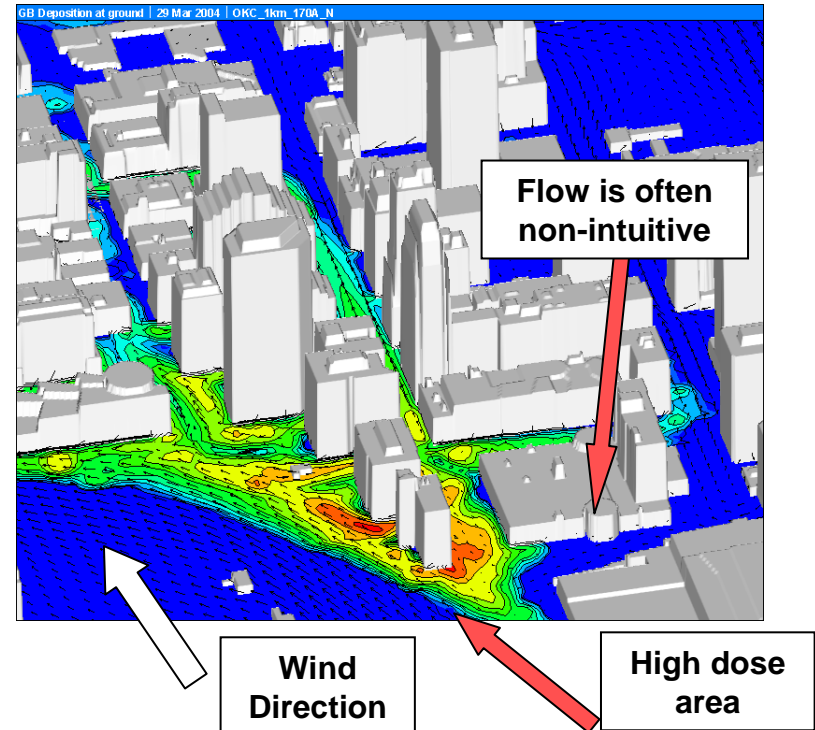 GB Deposition at ground | 29 Mar 2004 | OKC_1km_170A_N
Flow is often
non-intuitive
Wind
Direction
High dose
area